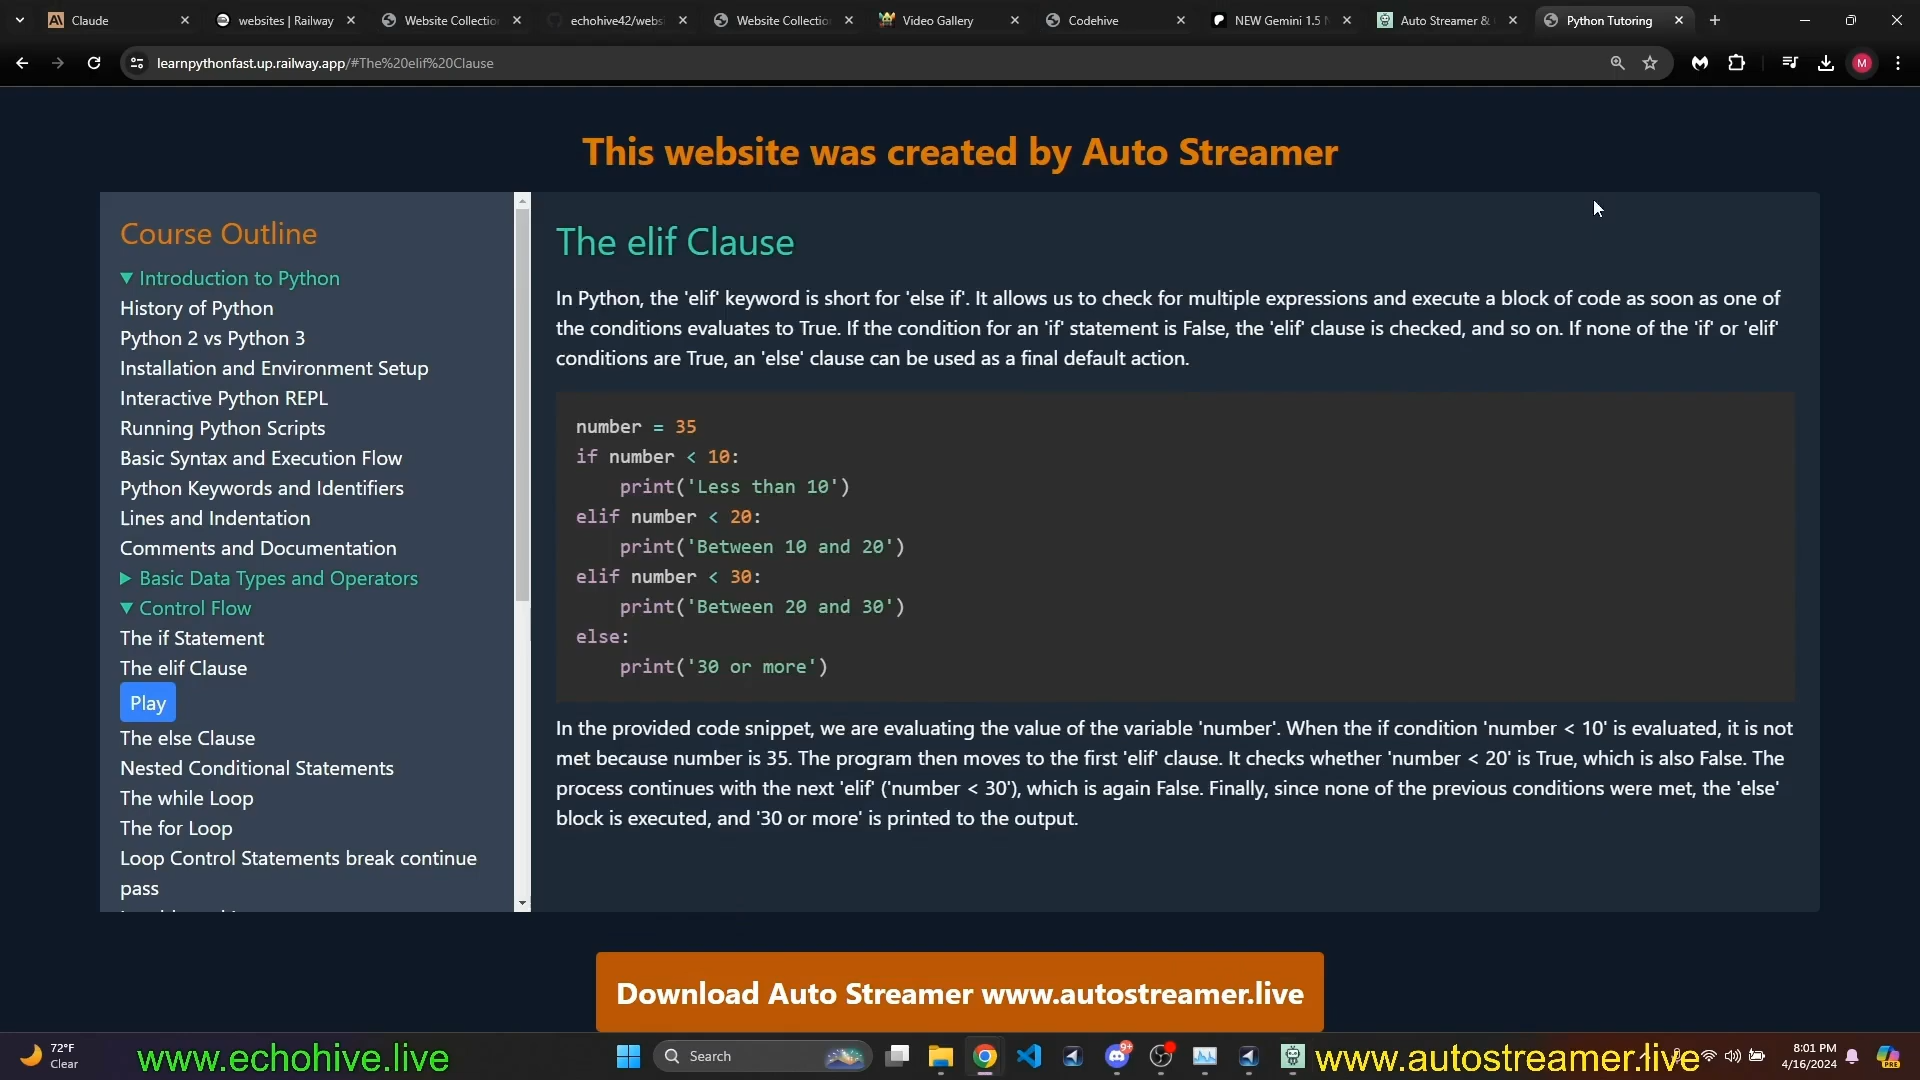 Claude
websites | Railway
Website Collectio
echohive42/webs
Website Collectio
Video Gallery
Codehive
NEW Gemini 1.5
Auto Streamer &
Python Tutoring
learnpythonfast.up.railway.app/#The%20elif%20Clause
M
This website was created by Auto Streamer
Course Outline
Introduction to Python
History of Python
Python 2 vs Python 3
Installation and Environment Setup
Interactive Python REPL
Running Python Scripts
Basic Syntax and Execution Flow
Python Keywords and Identifiers
Lines and Indentation
Comments and Documentation
Basic Data Types and Operators
Control Flow
The if Statement
The elif Clause
Play
The else Clause
Nested Conditional Statements
The while Loop
The for Loop
Loop Control Statements break continue
pass
The elif Clause
In Python, the 'elif' keyword is short for 'else if'. It allows us to check for multiple expressions and execute a block of code as soon as one of
the conditions evaluates to True. If the condition for an 'if' statement is False, the 'elif' clause is checked, and so on. If none of the 'if' or 'elif'
conditions are True, an 'else' clause can be used as a final default action.
number = 35
if number < 10:
    print('Less than 10')
elif number < 20:
    print('Between 10 and 20')
elif number < 30:
    print('Between 20 and 30')
else:
    print('30 or more')
In the provided code snippet, we are evaluating the value of the variable 'number'. When the if condition 'number < 10' is evaluated, it is not
met because number is 35. The program then moves to the first 'elif' clause. It checks whether 'number < 20' is True, which is also False. The
process continues with the next 'elif' ('number < 30'), which is again False. Finally, since none of the previous conditions were met, the 'else'
block is executed, and '30 or more' is printed to the output.
Download Auto Streamer www.autostreamer.live
72°F
Clear
www.echohive.live
Search
9+
www.autostreamer.live
8:01 PM
4/16/2024
PRE